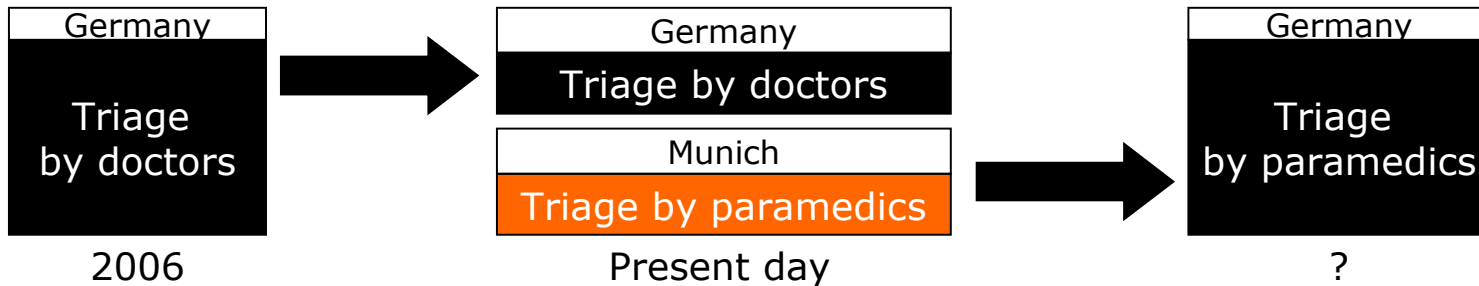 Germany
Triage
by doctors
2006
Germany
Triage by doctors
Munich
Triage by paramedics
Present day
Germany
Triage
by paramedics
?